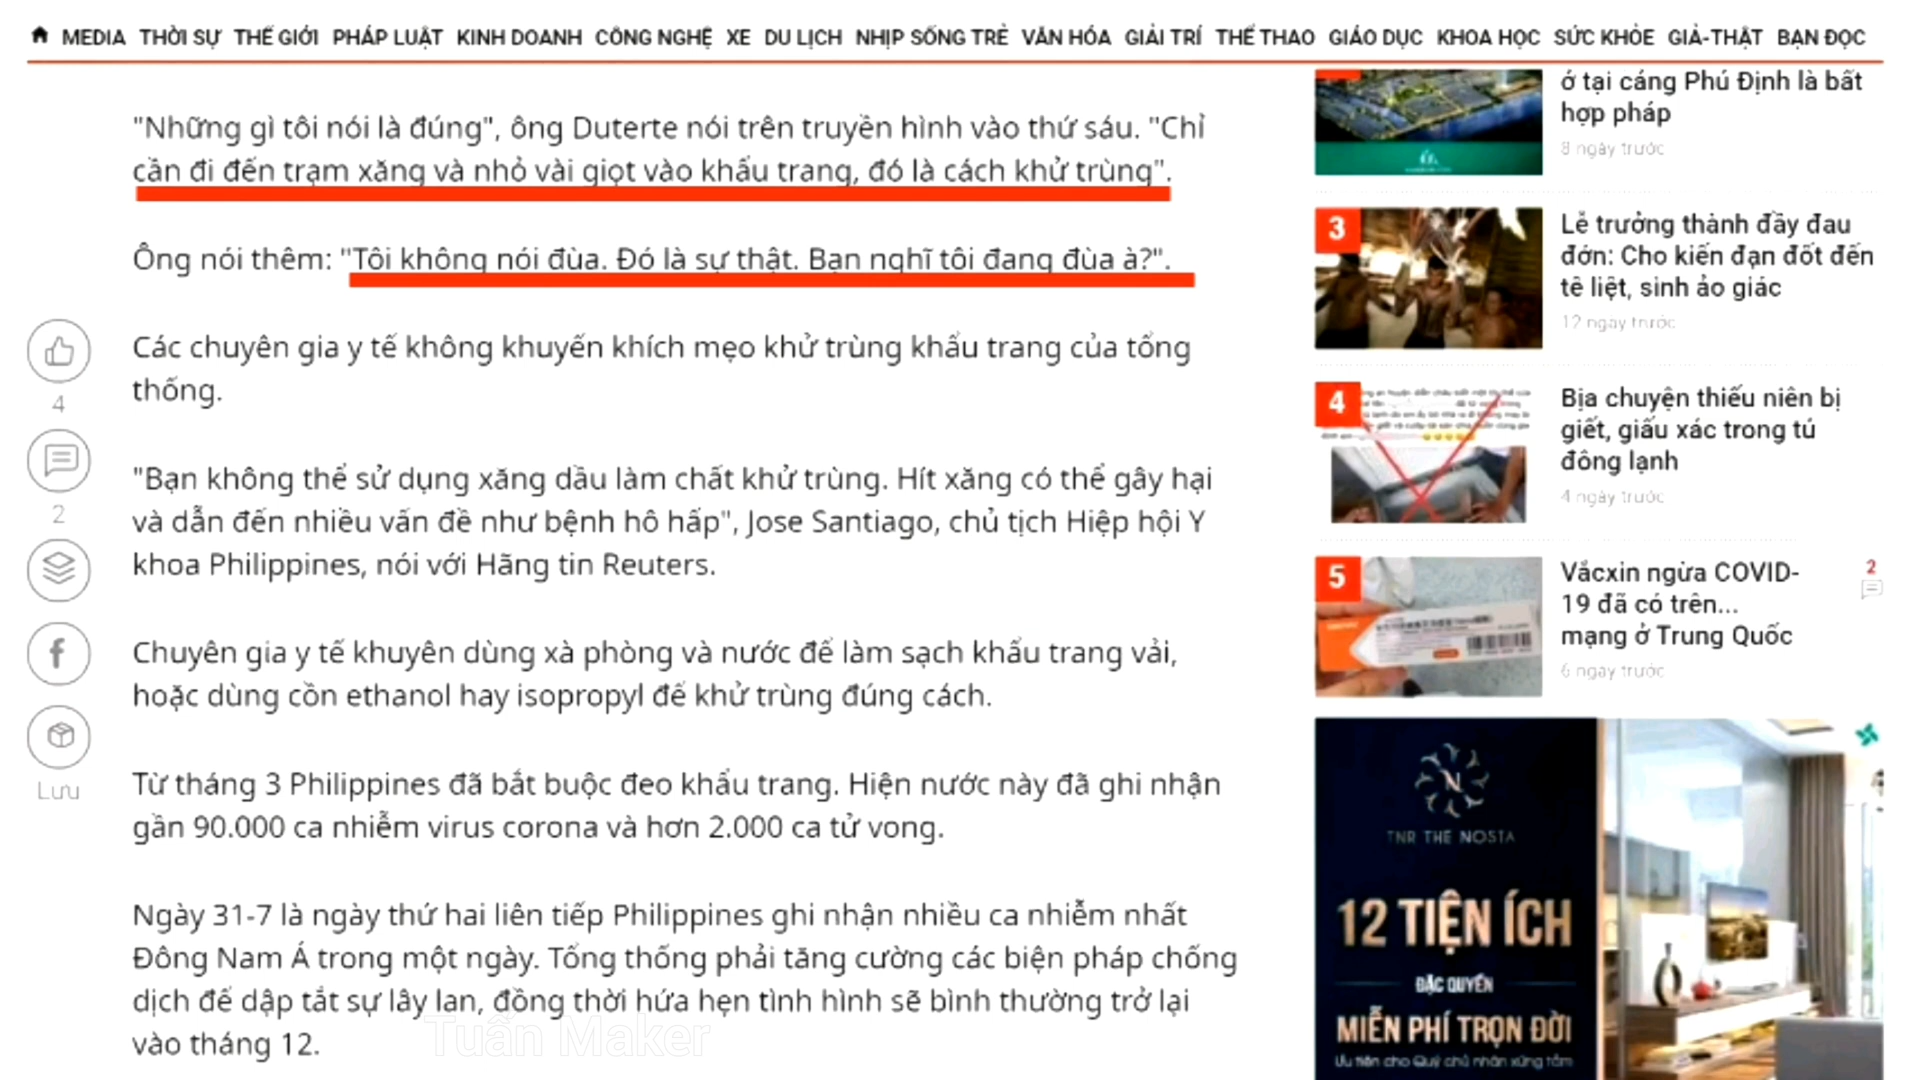 MEDIA THỜI SỰ THẾ GIỚI PHÁP LUẬT KINH DOANH CÔNG NGHỆ XE DU LỊCH NHỊP SỐNG TRẺ VĂN HÓA GIẢI TRÍ THỂ THAO GIÁO DỤC KHOA HỌC SỨC KHỎE GIẢ-THẬT BẠN ĐỌC
"Những gì tôi nói là đúng", ông Duterte nói trên truyền hình vào thứ sáu. "Chỉ
cần đi đến trạm xăng và nhỏ vài giọt vào khẩu trang, đó là cách khử trùng".
Ông nói thêm: "Tôi không nói đùa. Đó là sự thật. Bạn nghĩ tôi đang đùa à?".
Các chuyên gia y tế không khuyến khích mẹo khử trùng khẩu trang của tổng
thống.
"Bạn không thể sử dụng xăng dầu làm chất khử trùng. Hít xăng có thể gây hại
và dẫn đến nhiều vấn đề như bệnh hô hấp", Jose Santiago, chủ tịch Hiệp hội Y
khoa Philippines, nói với Hãng tin Reuters.
Chuyên gia y tế khuyên dùng xà phòng và nước để làm sạch khẩu trang vải,
hoặc dùng cồn ethanol hay isopropyl để khử trùng đúng cách.
Từ tháng 3 Philippines đã bắt buộc đeo khẩu trang. Hiện nước này đã ghi nhận
gần 90.000 ca nhiễm virus corona và hơn 2.000 ca tử vong.
Ngày 31-7 là ngày thứ hai liên tiếp Philippines ghi nhận nhiều ca nhiễm nhất
Đông Nam Á trong một ngày. Tổng thống phải tăng cường các biện pháp chống
dịch để dập tắt sự lây lan, đồng thời hứa hẹn tình hình sẽ bình thường trở lại
vào tháng 12.
Tuấn Maker
4
2
Lưu
ở tại cảng Phú Định là bất
hợp pháp
8 ngày trước
3
Lễ trưởng thành đầy đau
đớn: Cho kiến đạn đốt đến
tê liệt, sinh ảo giác
12 ngày trước
4
Bịa chuyện thiếu niên bị
giết, giấu xác trong tủ
đông lạnh
4 ngày trước
5
Vắcxin ngừa COVID-
19 đã có trên...
mạng ở Trung Quốc
2
6 ngày trước
TNR THE NOSTA
12 TIỆN ÍCH
ĐẶC QUYỀN
MIỄN PHÍ TRỌN ĐỜI
Ưu tiên cho Quý chủ nhân xứng tầm